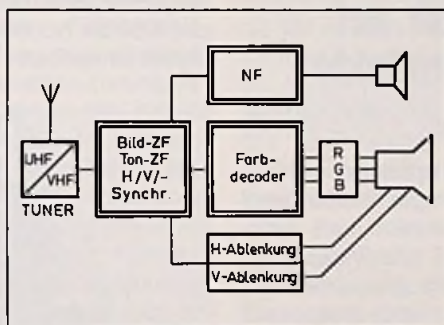 NF
Bild-ZF
Ton-ZF
H/V/-
Synchr.
Farb-
decoder
R
G
B
UHF
VHF
TUNER
H-Ablenkung
V-Ablenkung